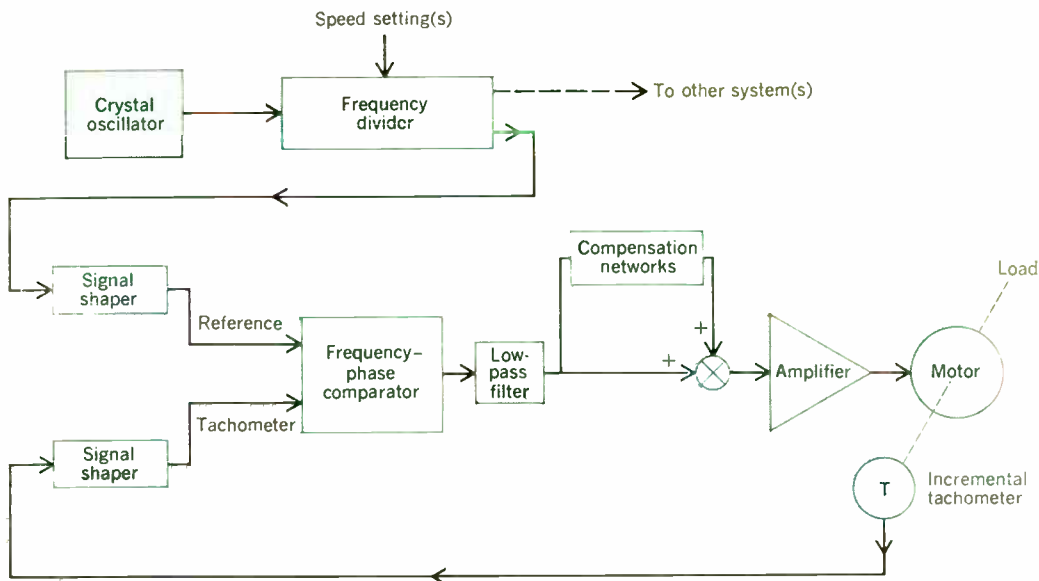 Speed setting(s)
Crystal
oscillator
Frequency
divider
To other system(s)
Signal
shaper
Reference
Frequency–
phase
comparator
Tachometer
Signal
shaper
Low-
pass
filter
Compensation
networks
+
+
Amplifier
Motor
Load
T
Incremental
tachometer